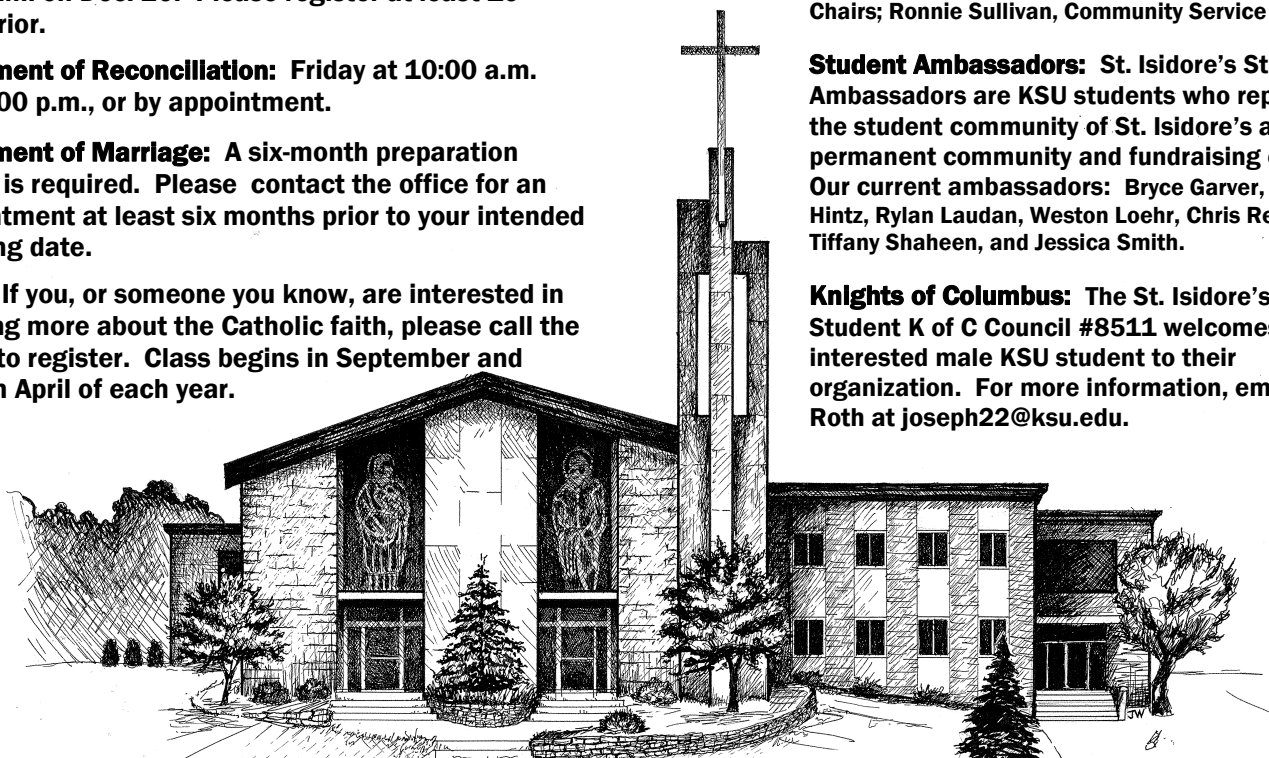 on Dec. Please register at least
rior.
ment of Reconciliation: Friday at 10:00 a.m.
00 p.m., or by appointment.
ment of Marriage: A six-month preparation
is required. Please contact the office for an
ntment at least six months prior to your intended
ng date.
If you, or someone you know, are interested in
ng more about the Catholic faith, please call the
to register. Class begins in September and
n April of each year.
Chairs; Ronnie Sullivan, Community Service
Student Ambassadors: St. Isidore's St
Ambassadors are KSU students who rep
the student community of St. Isidore's a
permanent community and fundraising
Our current ambassadors: Bryce Garver,
Hintz, Rylan Laudan, Weston Loehr, Chris Re
Tiffany Shaheen, and Jessica Smith.
Knights of Columbus: The St. Isidore's
Student K of C Council #8511 welcomes
interested male KSU student to their
organization. For more information, em
Roth at joseph22@ksu.edu.
JW